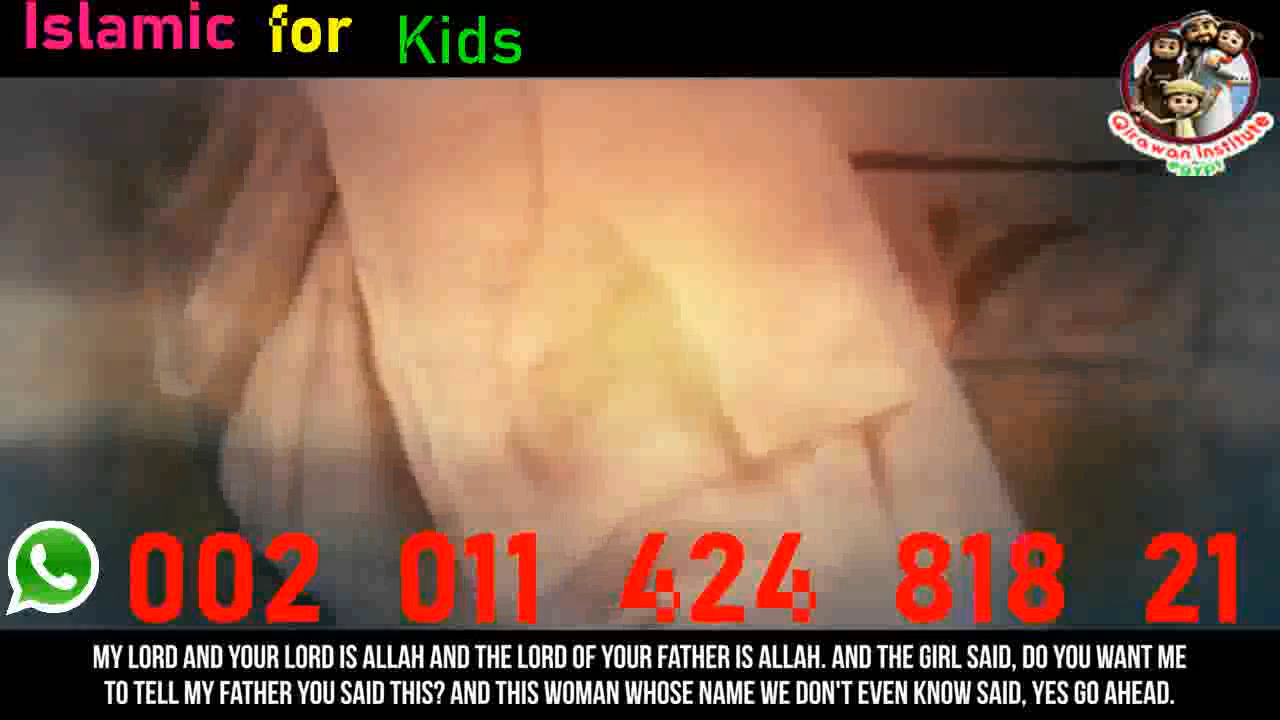 Islamic for Kids
Qirawan Institute
egypt
002 011 424 818 21
MY LORD AND YOUR LORD IS ALLAH AND THE LORD OF YOUR FATHER IS ALLAH. AND THE GIRL SAID, DO YOU WANT ME
TO TELL MY FATHER YOU SAID THIS? AND THIS WOMAN WHOSE NAME WE DON'T EVEN KNOW SAID, YES GO AHEAD.